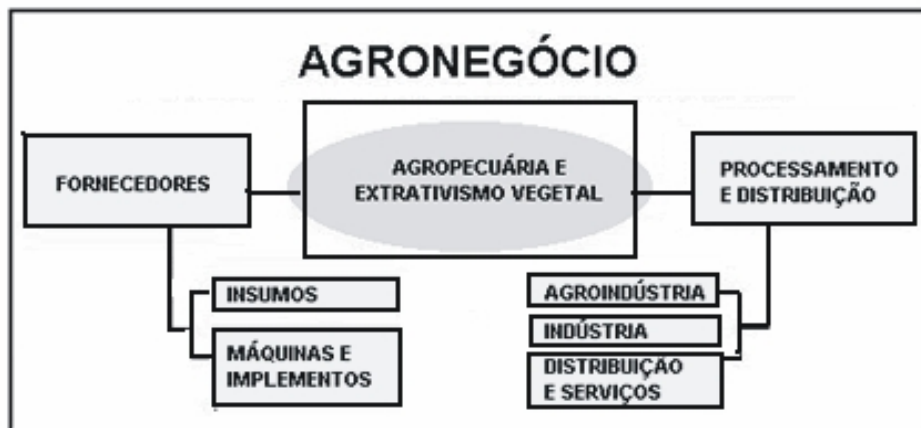 AGRONEGÓCIO
FORNECEDORES
AGROPECUÁRIA E
EXTRATIVISMO VEGETAL
PROCESSAMENTO
E DISTRIBUIÇÃO
INSUMOS
MÁQUINAS E
IMPLEMENTOS
AGROINDÚSTRIA
INDÚSTRIA
DISTRIBUIÇÃO
E SERVIÇOS